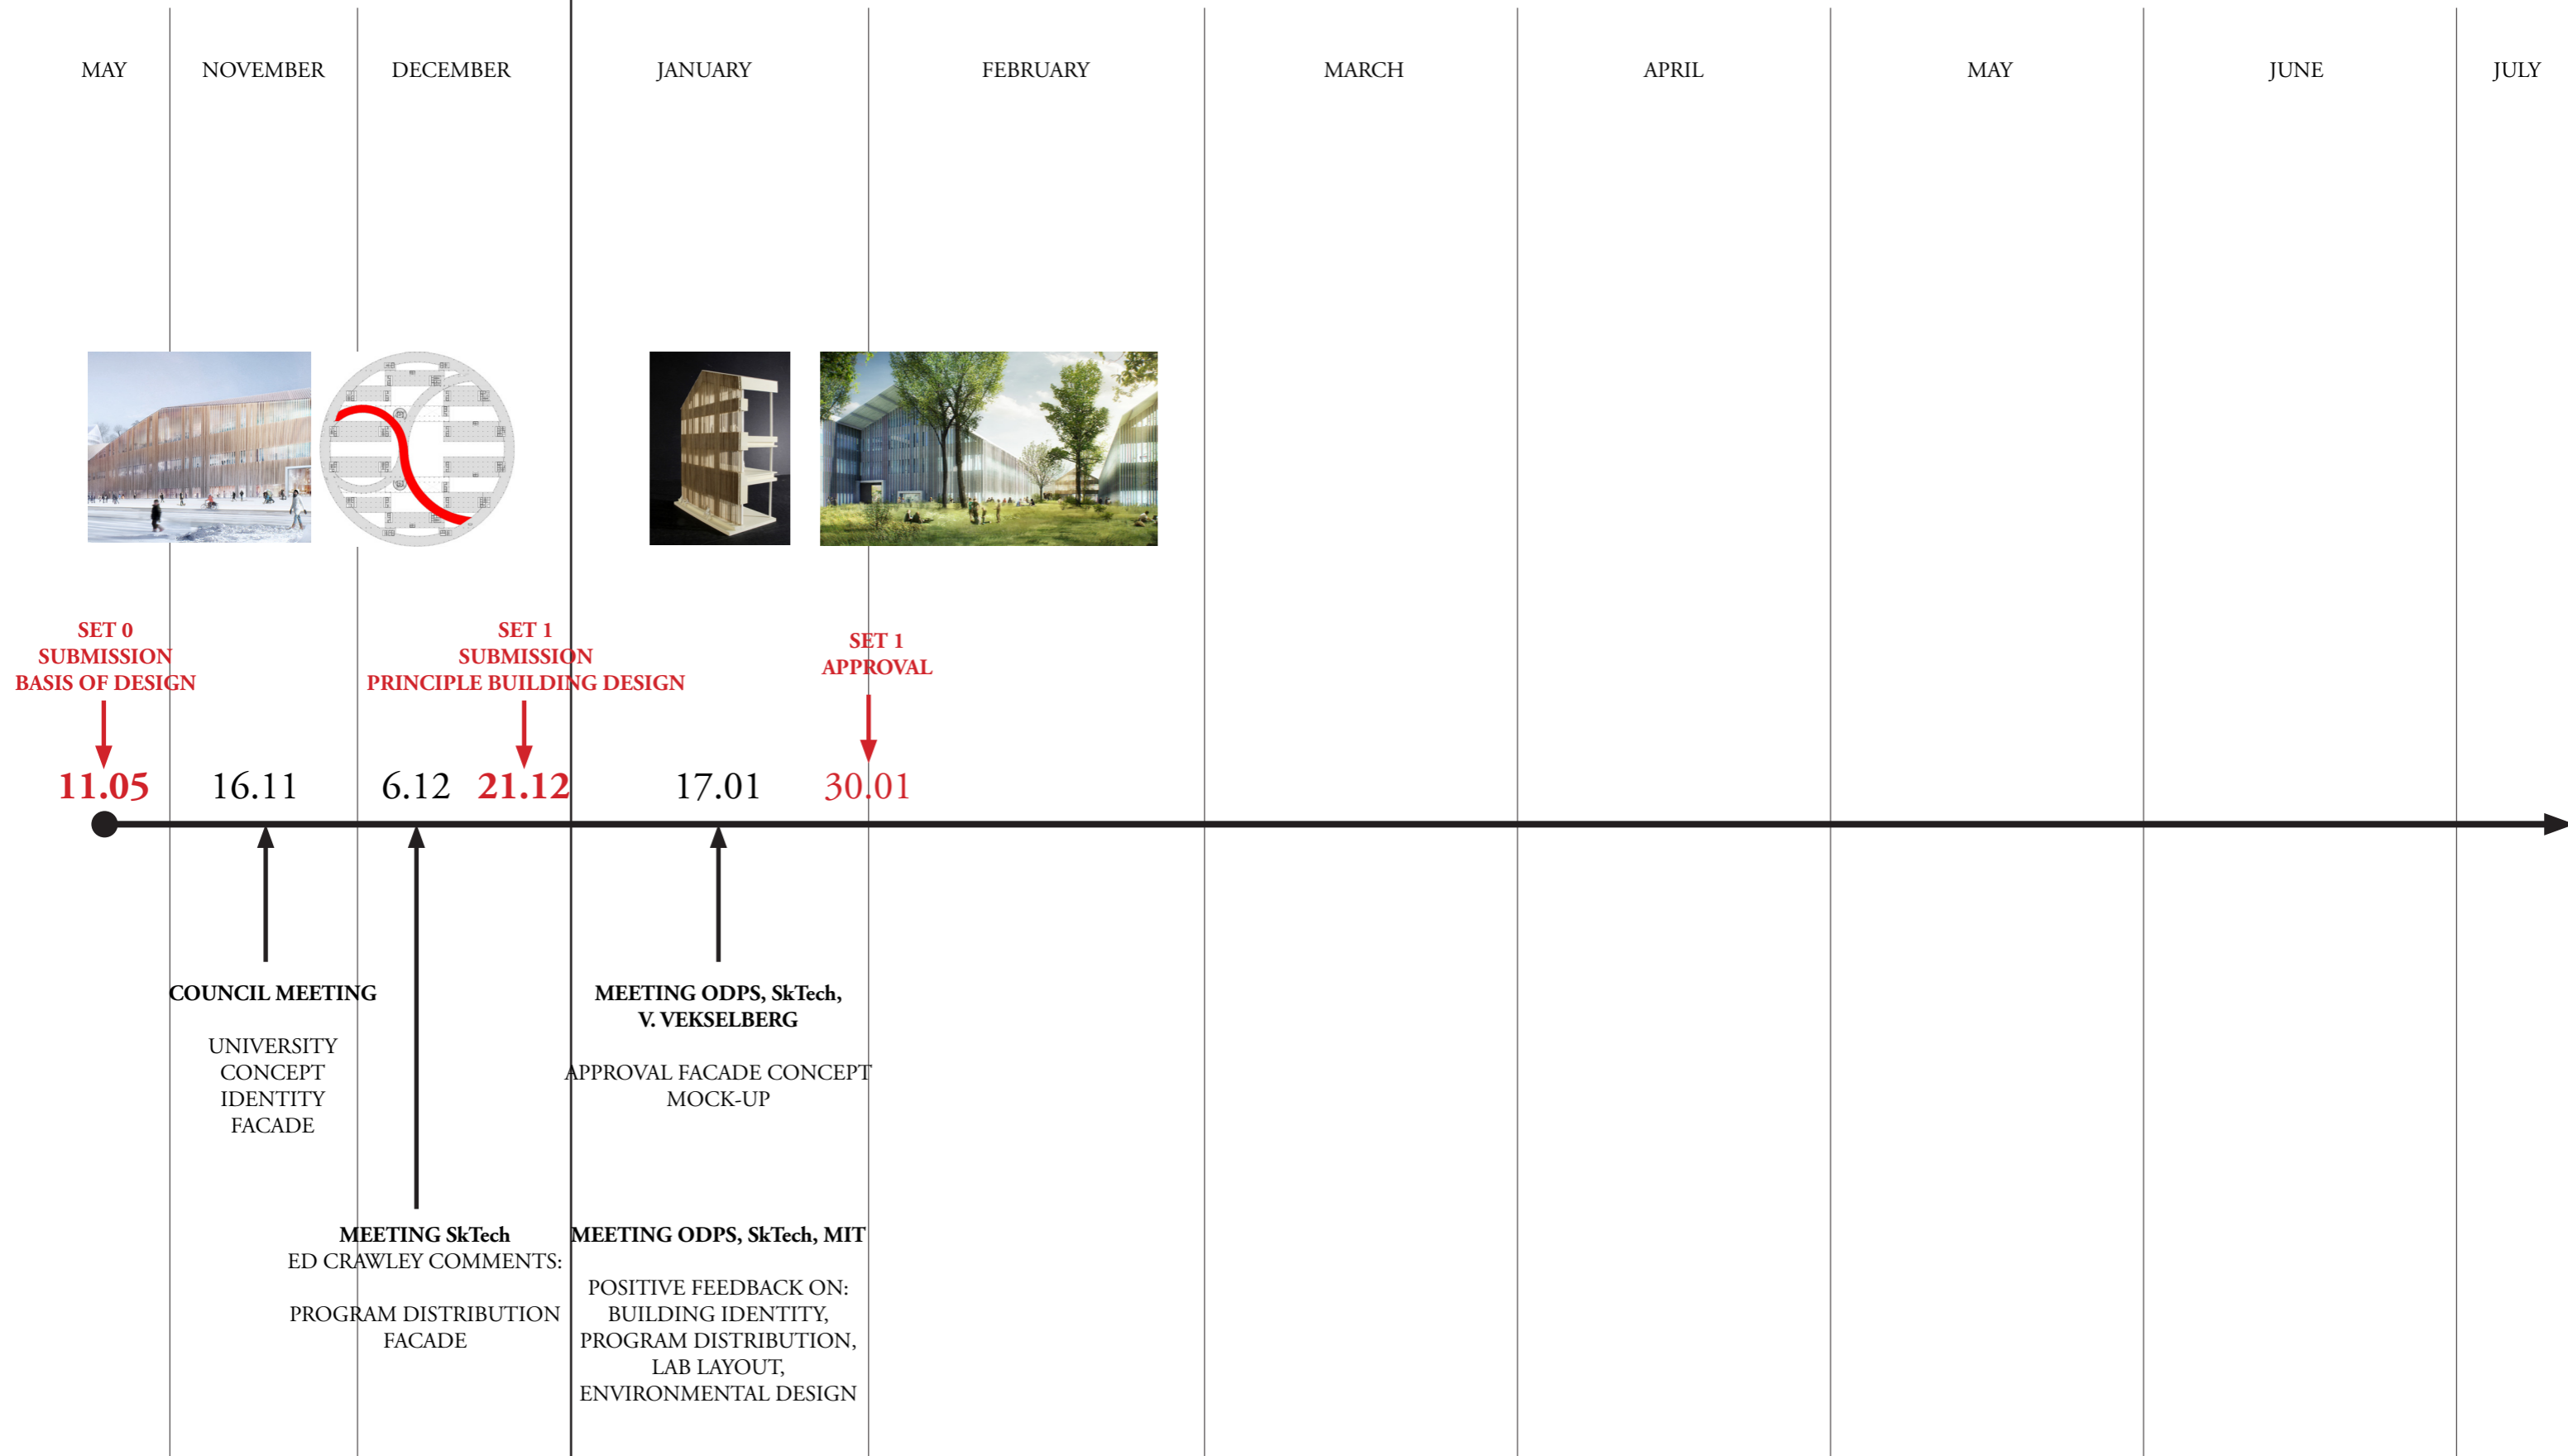 MAY
NOVEMBER
DECEMBER
JANUARY
FEBRUARY
MARCH
APRIL
MAY
JUNE
JULY
SET 0
SUBMISSION
BASIS OF DESIGN
SET 1
SUBMISSION
PRINCIPLE BUILDING DESIGN
SET 1
APPROVAL
11.05
16.11
6.12
21.12
17.01
30.01
COUNCIL MEETING
UNIVERSITY
CONCEPT
IDENTITY
FACADE
MEETING ODPS, SkTech,
V. VEKSELBERG
APPROVAL FACADE CONCEPT
MOCK-UP
MEETING SkTech
ED CRAWLEY COMMENTS:
PROGRAM DISTRIBUTION
FACADE
MEETING ODPS, SkTech, MIT
POSITIVE FEEDBACK ON:
BUILDING IDENTITY,
PROGRAM DISTRIBUTION,
LAB LAYOUT,
ENVIRONMENTAL DESIGN